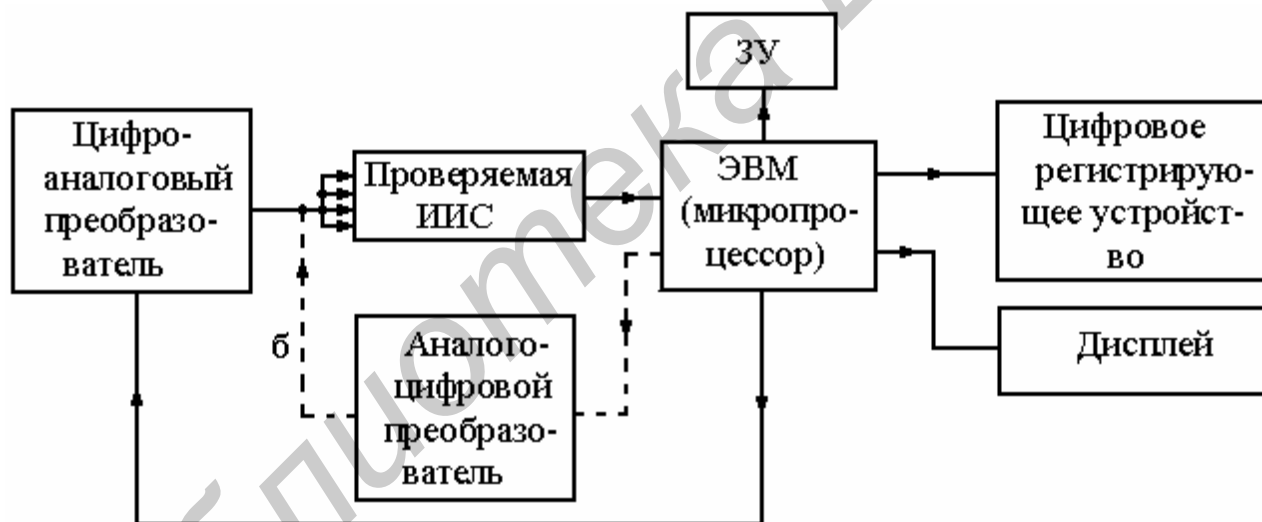 ЗУ
Цифро-
аналоговый
преобразо-
ватель
Проверяемая
ИИС
ЭВМ
(микропро-
цессор)
Цифровое
регистрирую-
щее устройст-
во
Дисплей
б
Аналого-
цифровой
преобразо-
ватель
блиотека